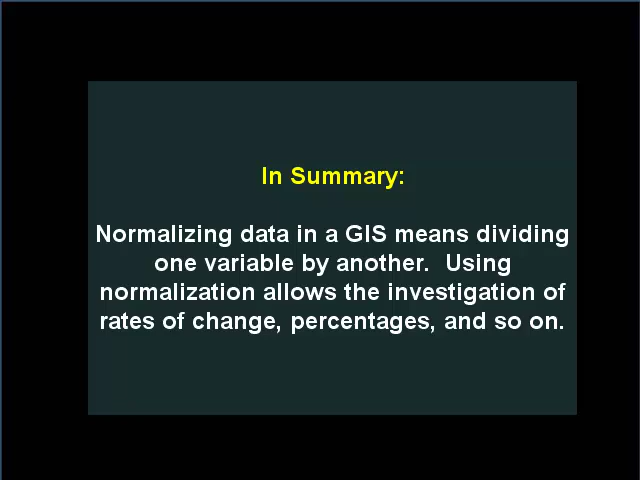 In Summary:
Normalizing data in a GIS means dividing
one variable by another.  Using
normalization allows the investigation of
rates of change, percentages, and so on.